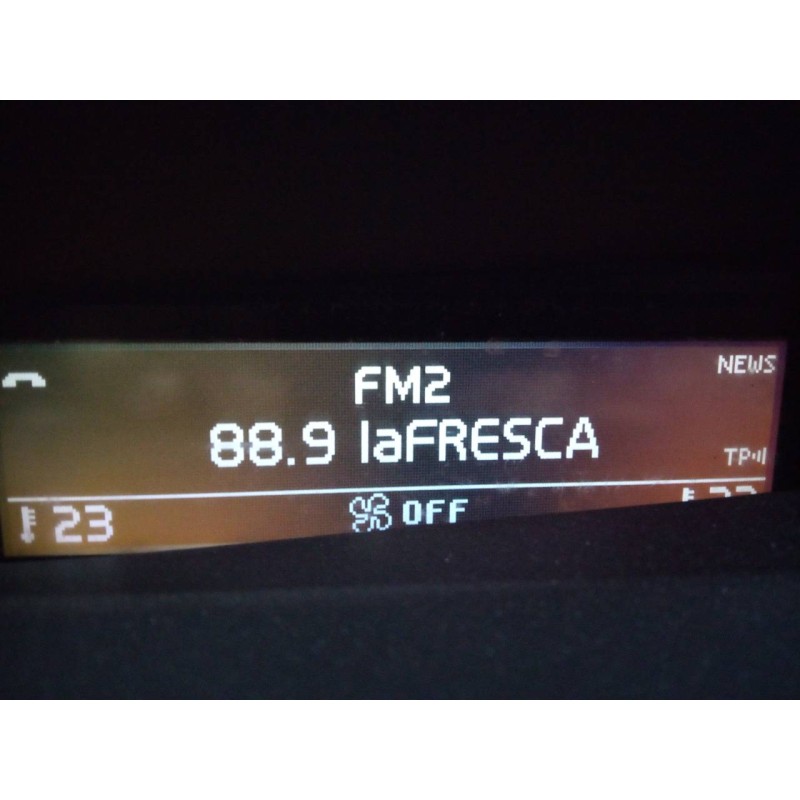 NEWS
FM2
88.9 laFRESCA
TP
23 OFF